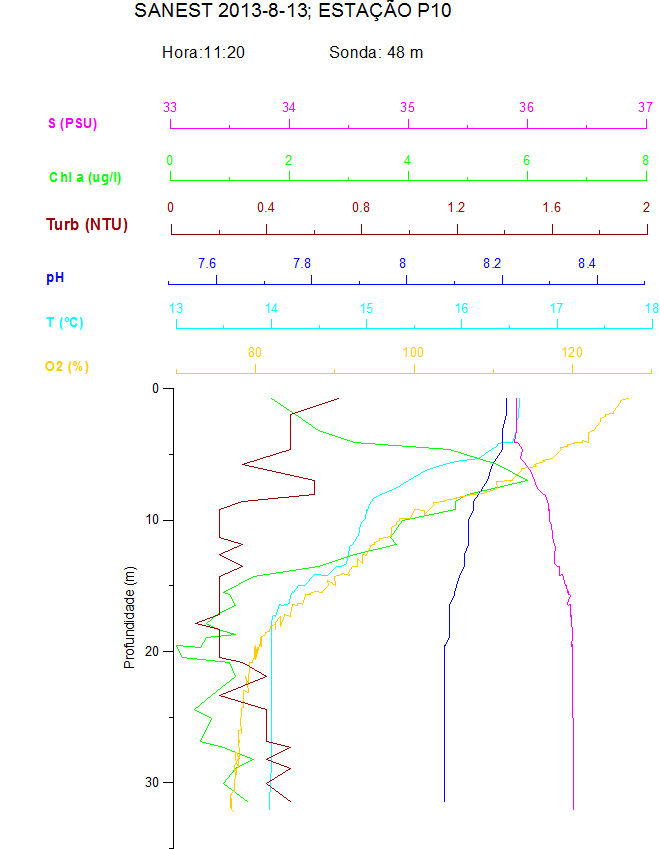 SANEST 2013-8-13; ESTAÇÃO P10
Hora:11:20 Sonda: 48 m
33 34 35 36 37
S (PSU)
0 2 4 6 8
Chl a (ug/l)
0 0.4 0.8 1.2 1.6 2
Turb (NTU)
7.6 7.8 8 8.2 8.4
pH
13 14 15 16 17 18
T (ºC)
80 100 120
O2 (%)
0
10
Profundidade (m)
20
30